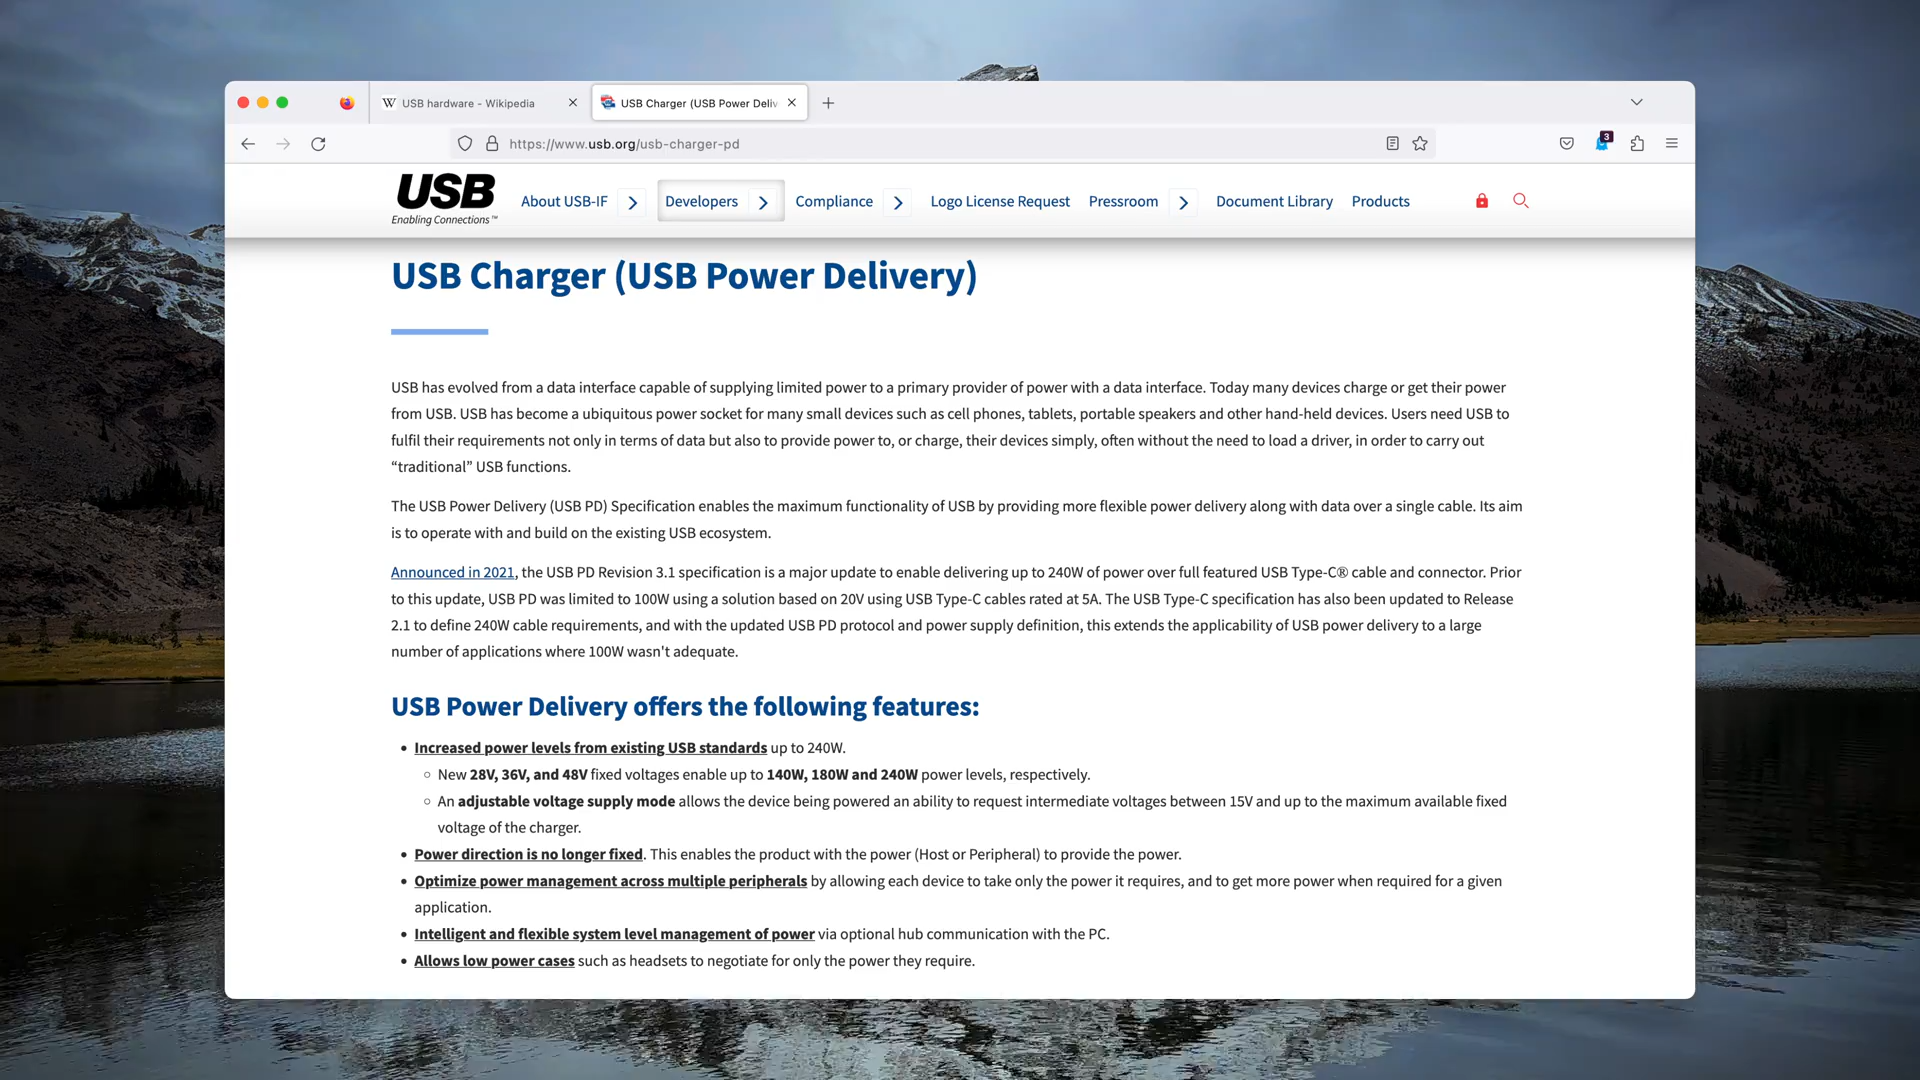 USB hardware - Wikipedia
USB Charger (USB Power Deliv
3
https://www.usb.org/usb-charger-pd
USB
Enabling Connections™
About USB-IF
Developers
Compliance
Logo License Request
Pressroom
Document Library
Products
USB Charger (USB Power Delivery)
USB has evolved from a data interface capable of supplying limited power to a primary provider of power with a data interface. Today many devices charge or get their power
from USB. USB has become a ubiquitous power socket for many small devices such as cell phones, tablets, portable speakers and other hand-held devices. Users need USB to
fulfil their requirements not only in terms of data but also to provide power to, or charge, their devices simply, often without the need to load a driver, in order to carry out
“traditional” USB functions.
The USB Power Delivery (USB PD) Specification enables the maximum functionality of USB by providing more flexible power delivery along with data over a single cable. Its aim
is to operate with and build on the existing USB ecosystem.
Announced in 2021, the USB PD Revision 3.1 specification is a major update to enable delivering up to 240W of power over full featured USB Type-C® cable and connector. Prior
to this update, USB PD was limited to 100W using a solution based on 20V using USB Type-C cables rated at 5A. The USB Type-C specification has also been updated to Release
2.1 to define 240W cable requirements, and with the updated USB PD protocol and power supply definition, this extends the applicability of USB power delivery to a large
number of applications where 100W wasn't adequate.
USB Power Delivery offers the following features:
• Increased power levels from existing USB standards up to 240W.
○ New 28V, 36V, and 48V fixed voltages enable up to 140W, 180W and 240W power levels, respectively.
○ An adjustable voltage supply mode allows the device being powered an ability to request intermediate voltages between 15V and up to the maximum available fixed
voltage of the charger.
• Power direction is no longer fixed. This enables the product with the power (Host or Peripheral) to provide the power.
• Optimize power management across multiple peripherals by allowing each device to take only the power it requires, and to get more power when required for a given
application.
• Intelligent and flexible system level management of power via optional hub communication with the PC.
• Allows low power cases such as headsets to negotiate for only the power they require.